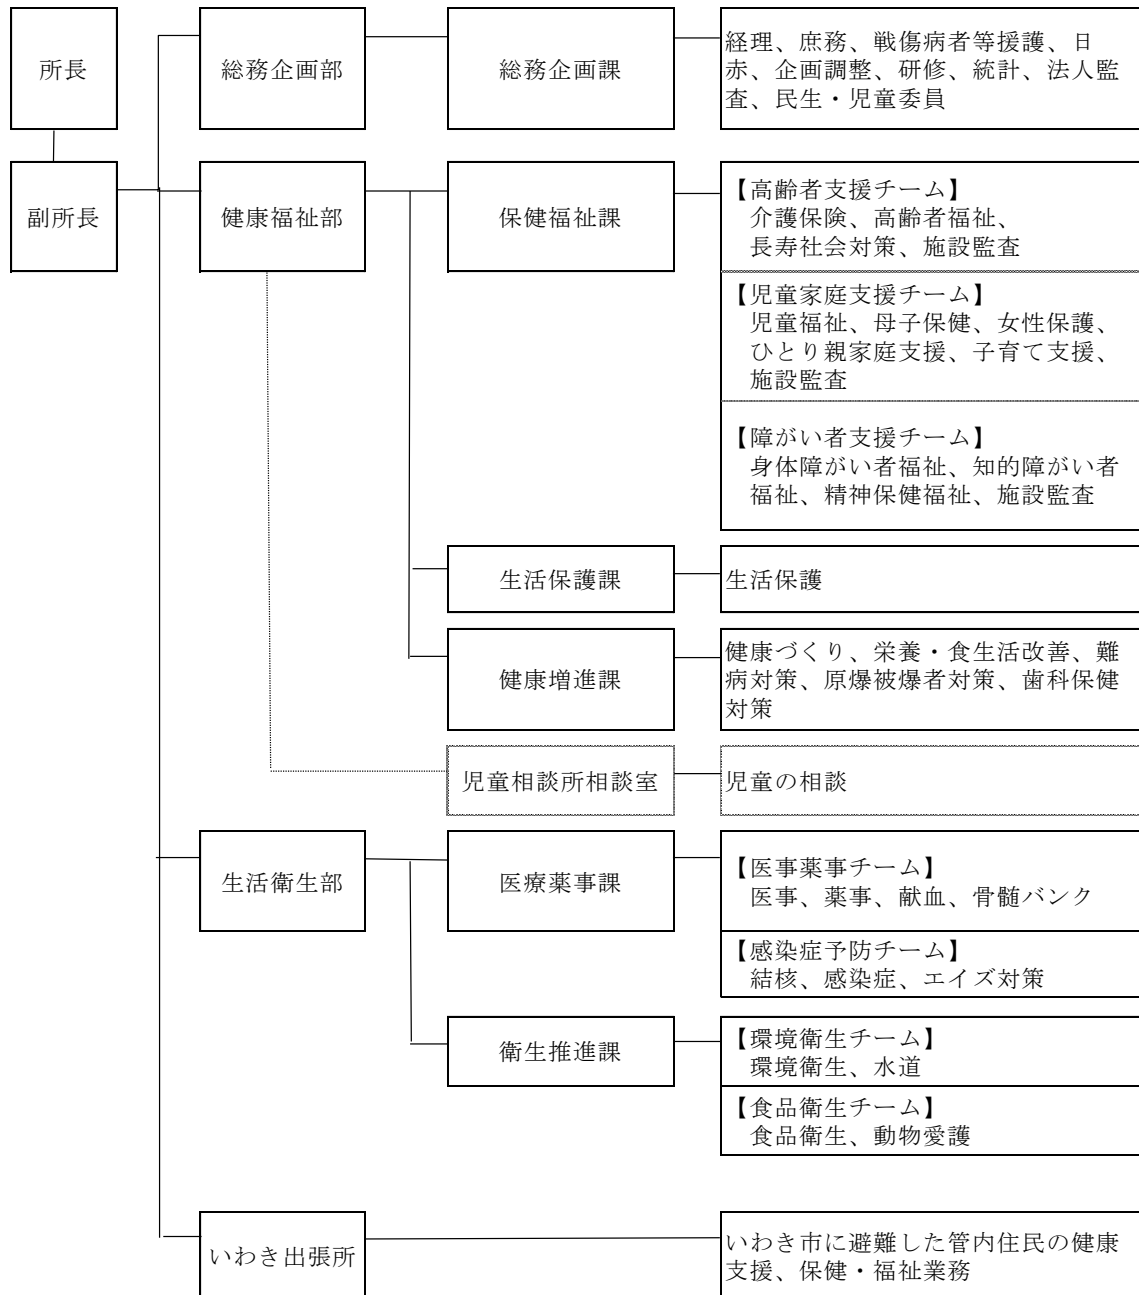 所長
総務企画部
総務企画課
経理、庶務、戦傷病者等援護、日
赤、企画調整、研修、統計、法人監
査、民生・児童委員
副所長
健康福祉部
保健福祉課
【高齢者支援チーム】
介護保険、高齢者福祉、
長寿社会対策、施設監査
【児童家庭支援チーム】
児童福祉、母子保健、女性保護、
ひとり親家庭支援、子育て支援、
施設監査
【障がい者支援チーム】
身体障がい者福祉、知的障がい者
福祉、精神保健福祉、施設監査
生活保護課
生活保護
健康増進課
健康づくり、栄養・食生活改善、難
病対策、原爆被爆者対策、歯科保健
対策
児童相談所相談室
児童の相談
生活衛生部
医療薬事課
【医事薬事チーム】
医事、薬事、献血、骨髄バンク
【感染症予防チーム】
結核、感染症、エイズ対策
衛生推進課
【環境衛生チーム】
環境衛生、水道
【食品衛生チーム】
食品衛生、動物愛護
いわき出張所
いわき市に避難した管内住民の健康
支援、保健・福祉業務